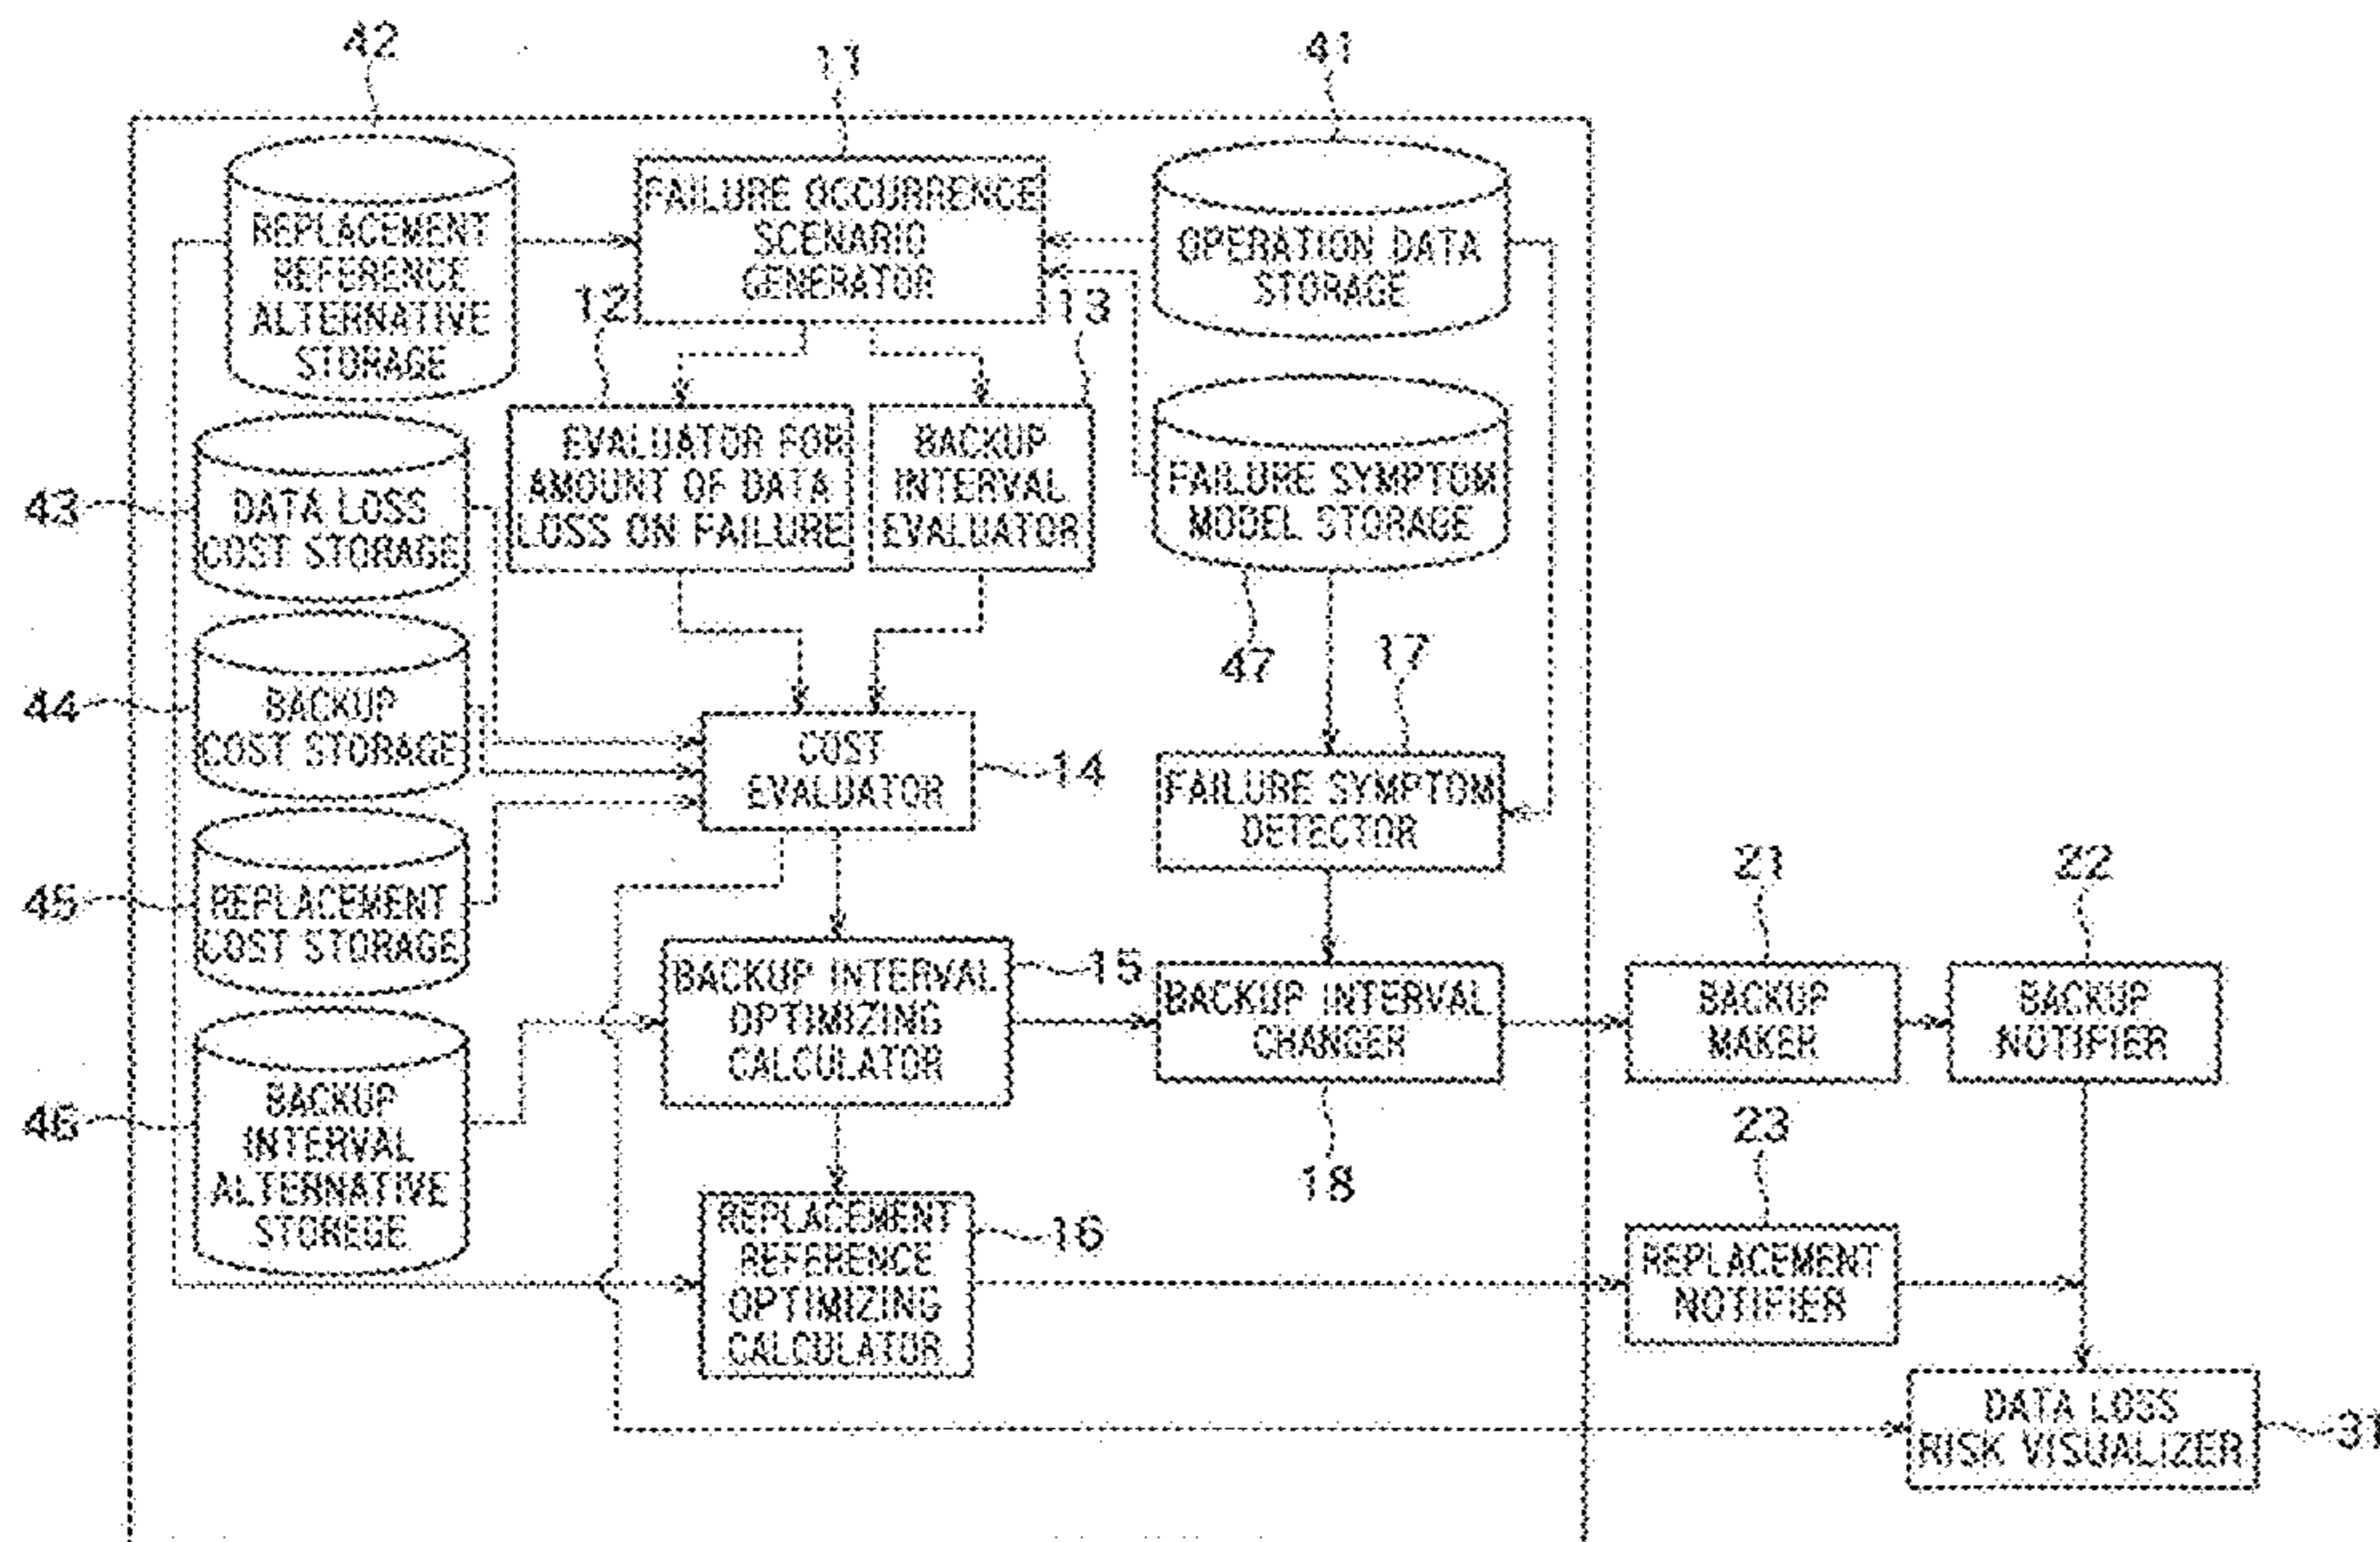 42
11
41
REPLACEMENT
REFERENCE
ALTERNATIVE
STORAGE
FAILURE OCCURRENCE
SCENARIO
GENERATOR
OPERATION DATA
STORAGE
12
13
43
DATA LOSS
COST STORAGE
EVALUATOR FOR
AMOUNT OF DATA
LOSS ON FAILURE
BACKUP
INTERVAL
EVALUATOR
FAILURE SYMPTOM
MODEL STORAGE
47
17
44
BACKUP
COST STORAGE
COST
EVALUATOR
14
FAILURE SYMPTOM
DETECTOR
45
REPLACEMENT
COST STORAGE
21
22
BACKUP INTERVAL
OPTIMIZING
CALCULATOR
15
BACKUP INTERVAL
CHANGER
18
BACKUP
MAKER
BACKUP
NOTIFIER
46
BACKUP
INTERVAL
ALTERNATIVE
STOREGE
23
REPLACEMENT
REFERENCE
OPTIMIZING
CALCULATOR
16
REPLACEMENT
NOTIFIER
DATA LOSS
RISK VISUALIZER
31